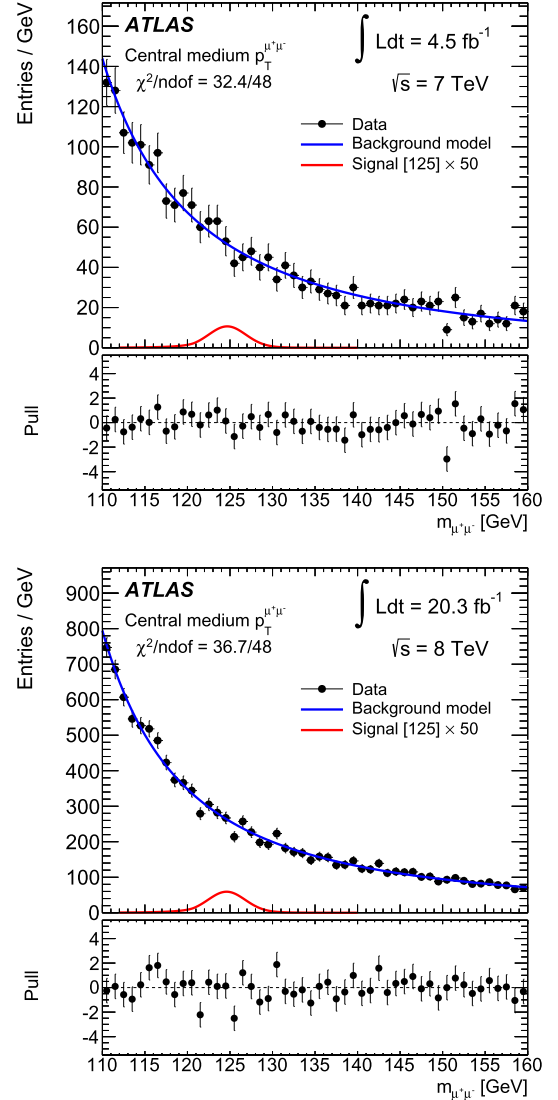 Entries / GeV
160
140
120
100
80
60
40
20
0
ATLAS
Central medium p_T^{μ⁺μ⁻}
χ²/ndof = 32.4/48
∫ Ldt = 4.5 fb⁻¹
√s = 7 TeV
Data
Background model
Signal [125] × 50
Pull
4
2
0
-2
-4
110 115 120 125 130 135 140 145 150 155 160
m_{μ⁺μ⁻} [GeV]
Entries / GeV
900
800
700
600
500
400
300
200
100
0
ATLAS
Central medium p_T^{μ⁺μ⁻}
χ²/ndof = 36.7/48
∫ Ldt = 20.3 fb⁻¹
√s = 8 TeV
Data
Background model
Signal [125] × 50
Pull
4
2
0
-2
-4
110 115 120 125 130 135 140 145 150 155 160
m_{μ⁺μ⁻} [GeV]